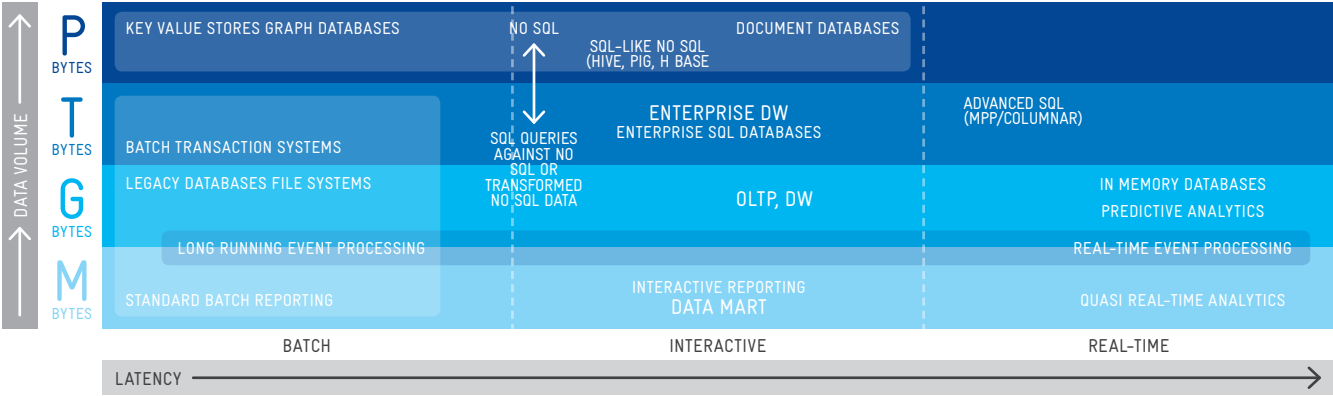 DATA VOLUME
P
BYTES
KEY VALUE STORES GRAPH DATABASES
NO SQL
DOCUMENT DATABASES
SQL-LIKE NO SQL
(HIVE, PIG, H BASE
T
BYTES
BATCH TRANSACTION SYSTEMS
SQL QUERIES
AGAINST NO
SQL OR
TRANSFORMED
NO SQL DATA
ENTERPRISE DW
ENTERPRISE SQL DATABASES
ADVANCED SQL
(MPP/COLUMNAR)
G
BYTES
LEGACY DATABASES FILE SYSTEMS
OLTP, DW
IN MEMORY DATABASES
PREDICTIVE ANALYTICS
LONG RUNNING EVENT PROCESSING
REAL-TIME EVENT PROCESSING
M
BYTES
STANDARD BATCH REPORTING
INTERACTIVE REPORTING
DATA MART
QUASI REAL-TIME ANALYTICS
BATCH
INTERACTIVE
REAL-TIME
LATENCY